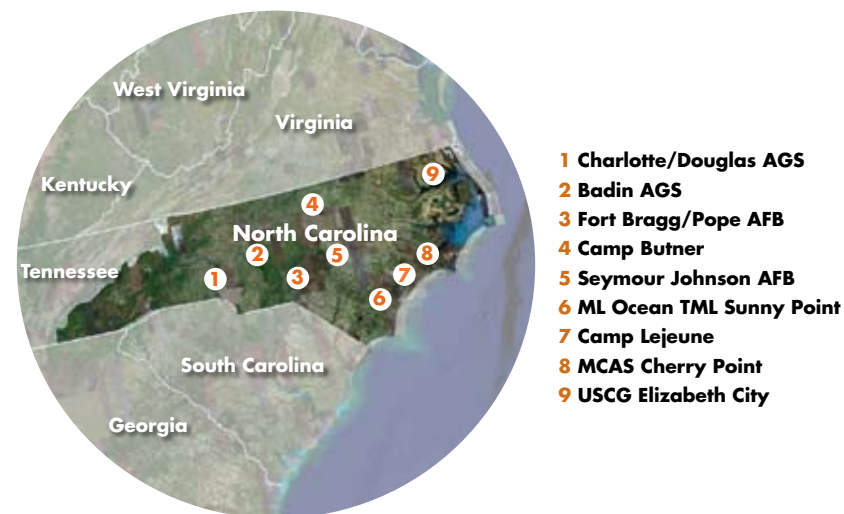 West Virginia
Virginia
Kentucky
9
4
North Carolina
2
5
8
Tennessee
1
3
7
6
South Carolina
Georgia
1 Charlotte/Douglas AGS
2 Badin AGS
3 Fort Bragg/Pope AFB
4 Camp Butner
5 Seymour Johnson AFB
6 ML Ocean TML Sunny Point
7 Camp Lejeune
8 MCAS Cherry Point
9 USCG Elizabeth City